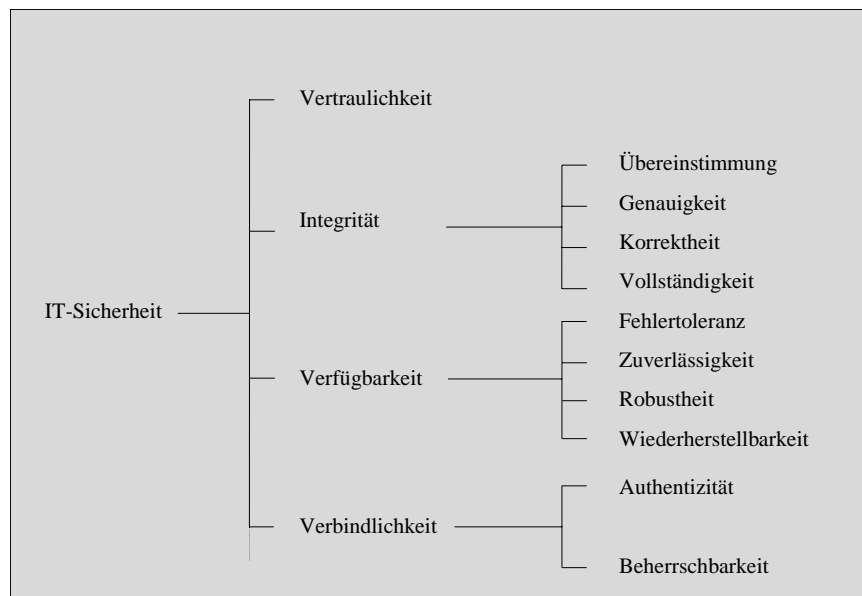 Vertraulichkeit
Übereinstimmung
Genauigkeit
Integrität
Korrektheit
Vollständigkeit
IT-Sicherheit
Fehlertoleranz
Zuverlässigkeit
Verfügbarkeit
Robustheit
Wiederherstellbarkeit
Authentizität
Verbindlichkeit
Beherrschbarkeit